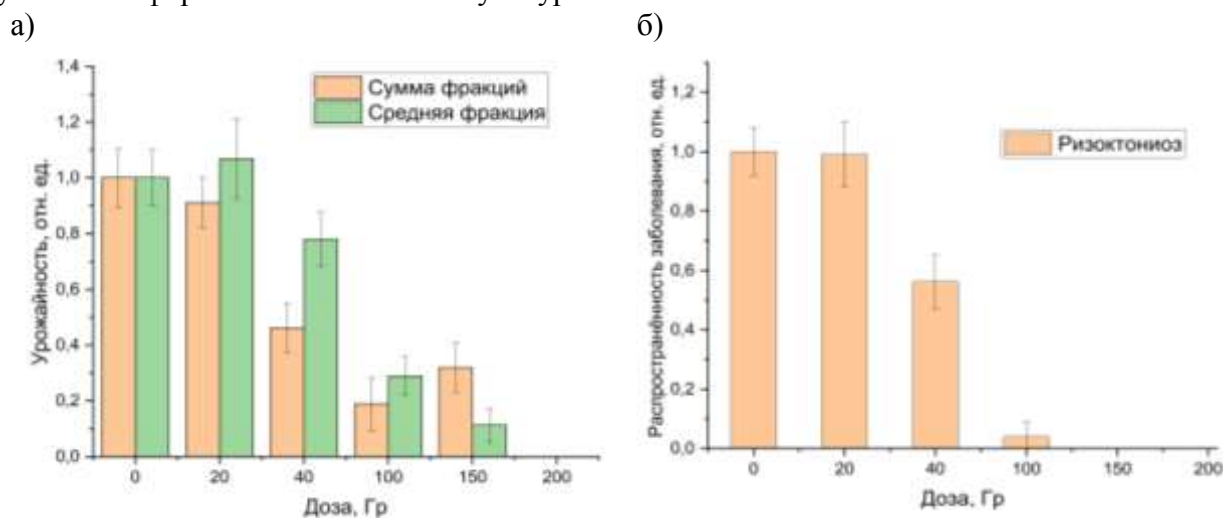 а)
б)
1,4
1,2
1,0
0,8
0,6
0,4
0,2
0,0
Урожайность, отн. ед.
Сумма фракций
Средняя фракция
0 20 40 100 150 200
Доза, Гр
1,2
1,0
0,8
0,6
0,4
0,2
0,0
Распространённость заболевания, отн. ед.
Ризоктониоз
0 20 40 100 150 200
Доза, Гр